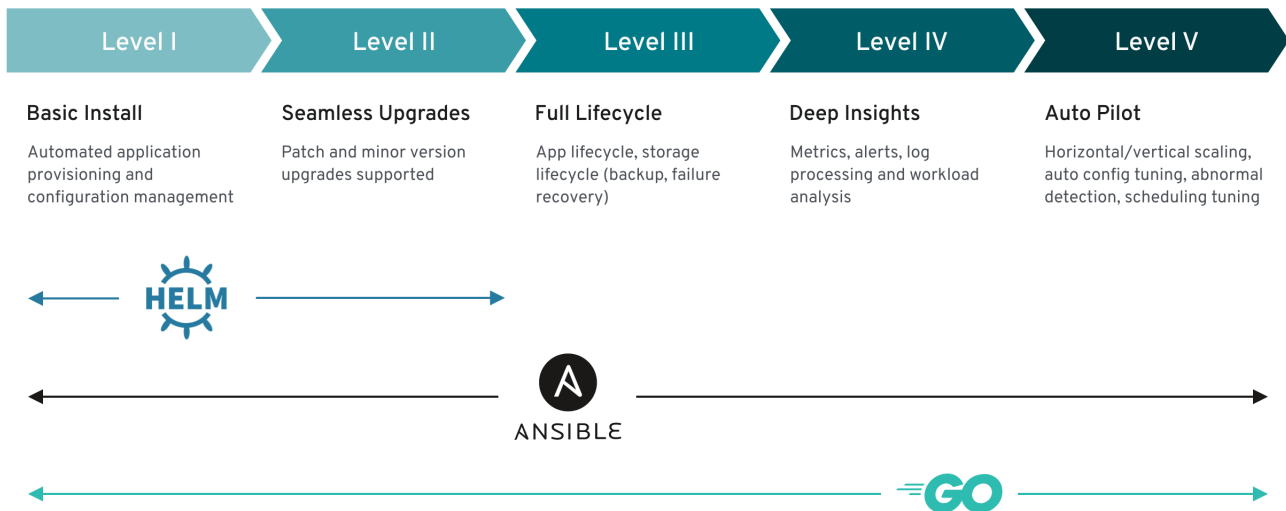 Level I
Level II
Level III
Level IV
Level V
Basic Install
Automated application
provisioning and
configuration management
Seamless Upgrades
Patch and minor version
upgrades supported
Full Lifecycle
App lifecycle, storage
lifecycle (backup, failure
recovery)
Deep Insights
Metrics, alerts, log
processing and workload
analysis
Auto Pilot
Horizontal/vertical scaling,
auto config tuning, abnormal
detection, scheduling tuning
HELM
ANSIBLE
GO